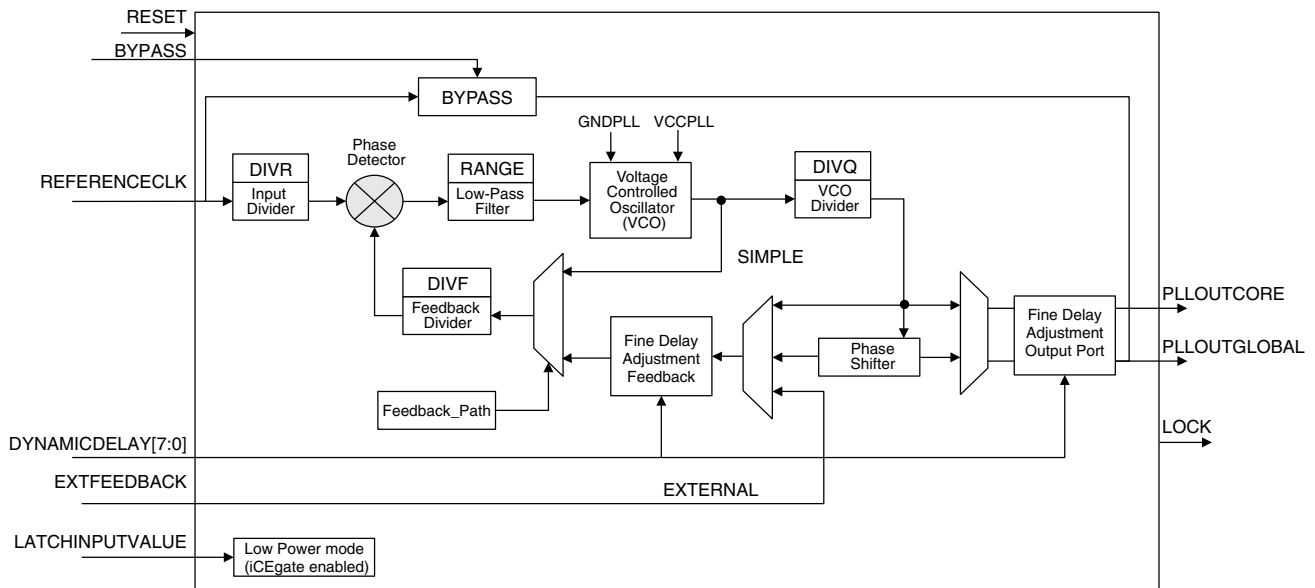 RESET
BYPASS
BYPASS
GNDPLL
VCCPLL
Phase
Detector
REFERENCECLK
DIVR
Input
Divider
RANGE
Low-Pass
Filter
Voltage
Controlled
Oscillator
(VCO)
DIVQ
VCO
Divider
SIMPLE
DIVF
Feedback
Divider
Fine Delay
Adjustment
Feedback
Phase
Shifter
Fine Delay
Adjustment
Output Port
PLLOUTCORE
PLLOUTGLOBAL
Feedback_Path
DYNAMICDELAY[7:0]
LOCK
EXTFEEDBACK
EXTERNAL
LATCHINPUTVALUE
Low Power mode
(iCEgate enabled)